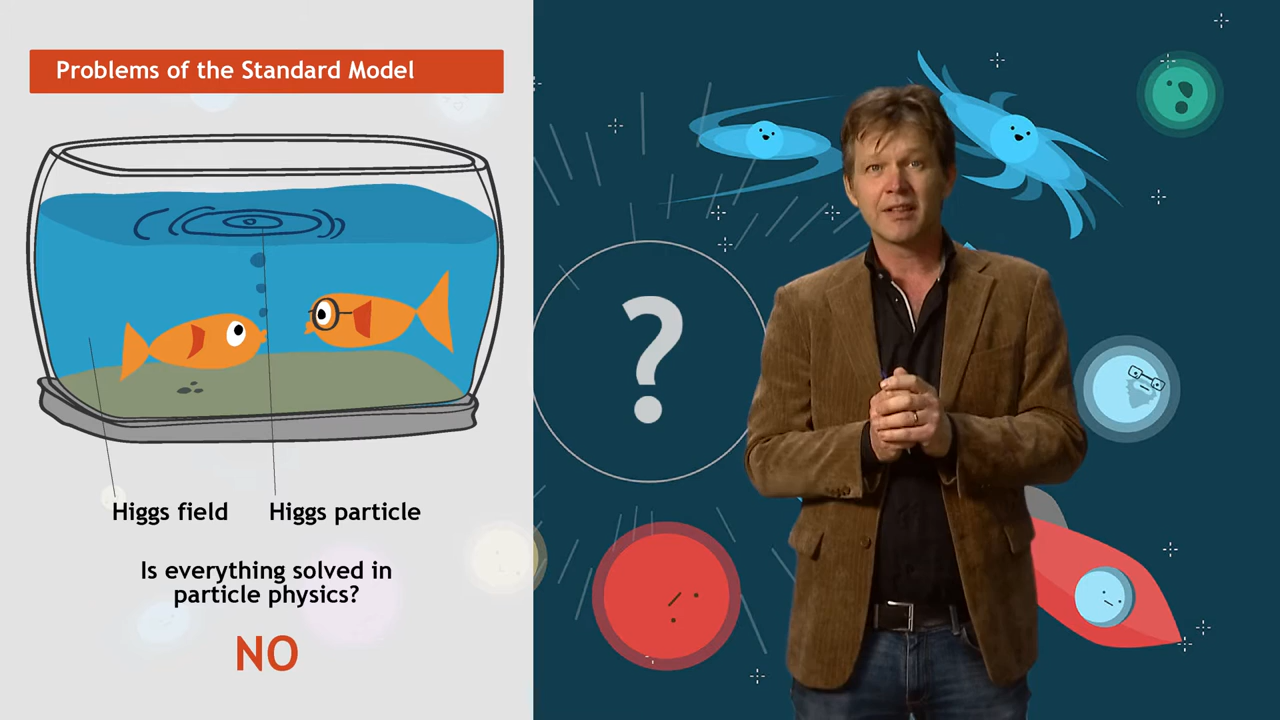 Problems of the Standard Model
Higgs field
Higgs particle
Is everything solved in
particle physics?
NO
?